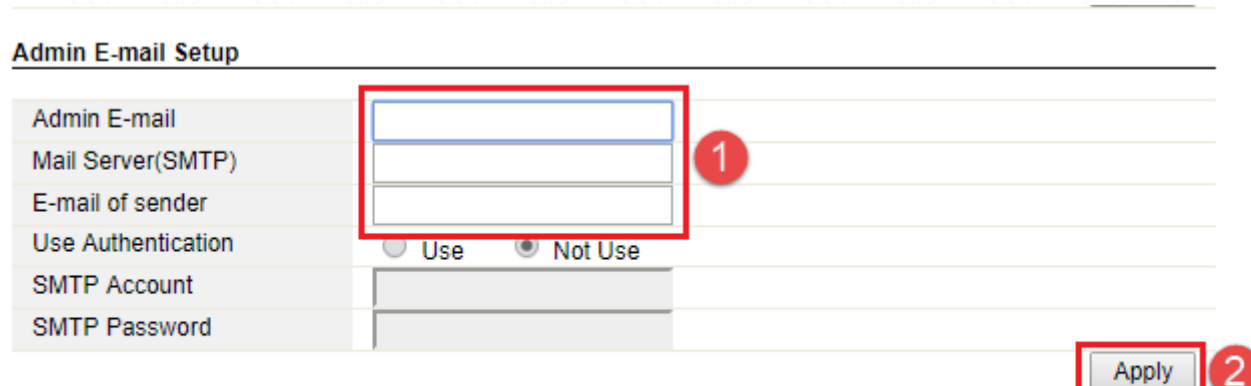 Admin E-mail Setup
Admin E-mail
Mail Server(SMTP)
1
E-mail of sender
Use Authentication Use Not Use
SMTP Account
SMTP Password
Apply 2